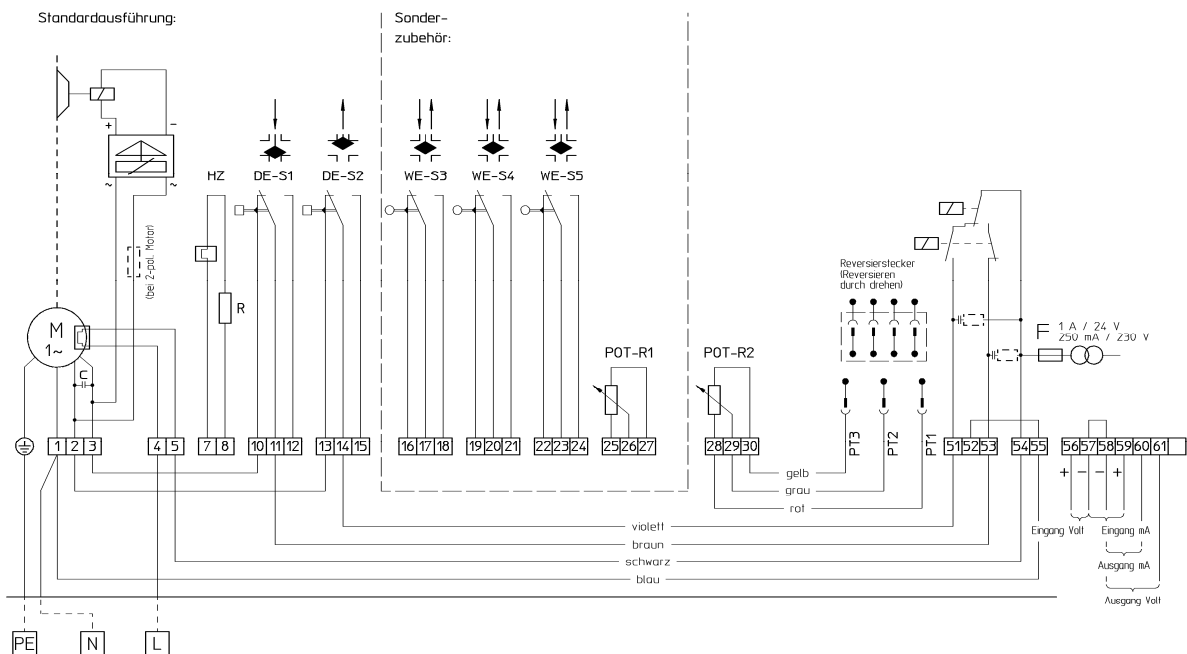 Standardausführung:
Sonder-
zubehör:
+
-
~
~
(bei 2-pol. Motor)
HZ
DE-S1
DE-S2
WE-S3
WE-S4
WE-S5
R
M
1~
C
POT-R1
POT-R2
Reversierstecker
(Reversieren
durch drehen)
F
1 A / 24 V
250 mA / 230 V
PT3
PT2
PT1
1 2 3
4 5
7 8
10 11 12
13 14 15
16 17 18
19 20 21
22 23 24
25 26 27
28 29 30
51 52 53
54 55
56 57 58 59 60 61
+ - - +
gelb
grau
rot
violett
braun
schwarz
blau
Eingang Volt
Eingang mA
Ausgang mA
Ausgang Volt
PE
N
L